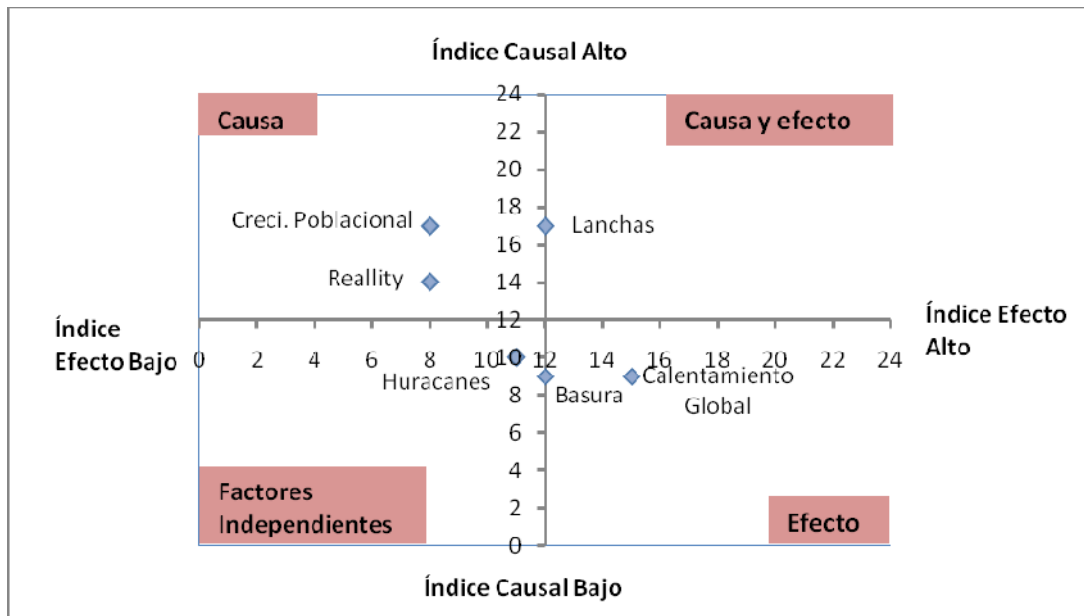 Índice Causal Alto
24
Causa
Causa y efecto
22
20
18
Creci. Poblacional
Lanchas
16
Reallity
14
12
Índice
Efecto Bajo
Índice Efecto
Alto
0 2 4 6 8 10 12 14 16 18 20 22 24
10
Huracanes
Basura
Calentamiento
Global
8
6
4
Factores
Independientes
2
Efecto
0
Índice Causal Bajo